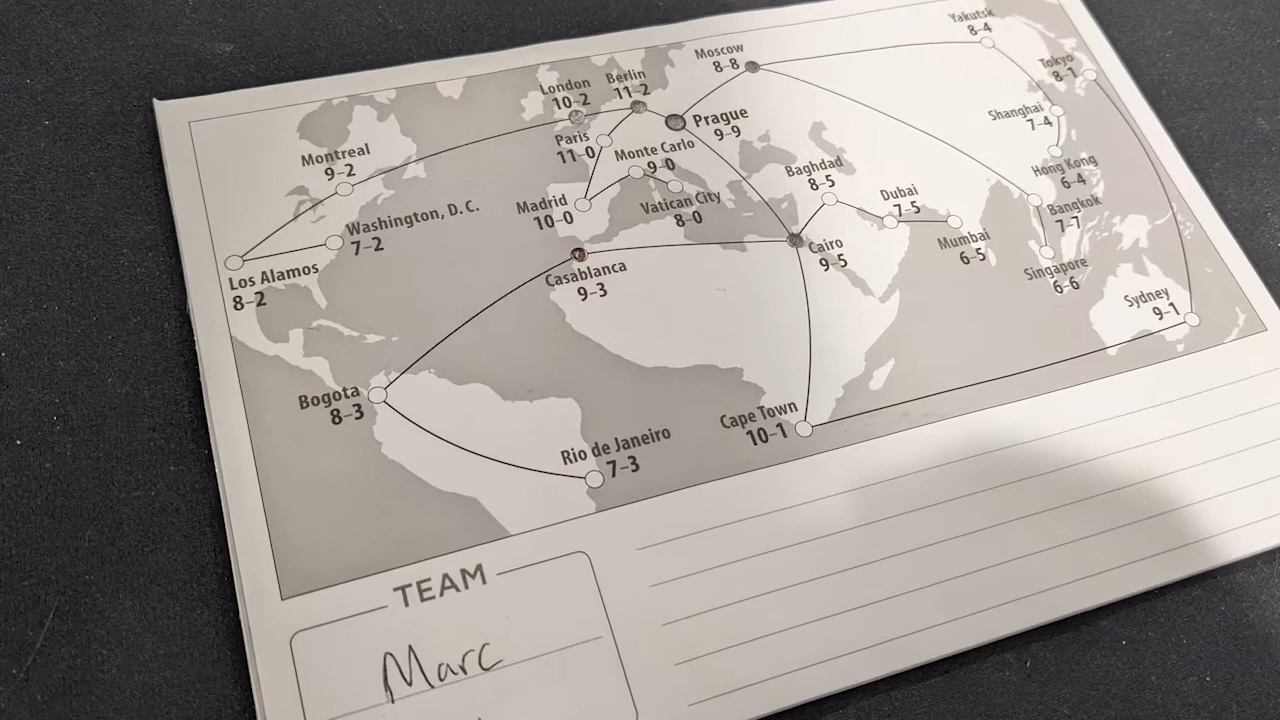 Yakutsk
8–4
Moscow
8–8
Tokyo
8–1
London
10–2
Berlin
11–2
Prague
9–9
Shanghai
7–4
Paris
11–0
Monte Carlo
9–0
Montreal
9–2
Baghdad
8–5
Hong Kong
6–4
Dubai
7–5
Madrid
10–0
Vatican City
8–0
Washington, D.C.
7–2
Bangkok
7–7
Mumbai
6–5
Cairo
9–5
Los Alamos
8–2
Casablanca
9–3
Singapore
6–6
Sydney
9–1
Bogota
8–3
Cape Town
10–1
Rio de Janeiro
7–3
TEAM
Marc